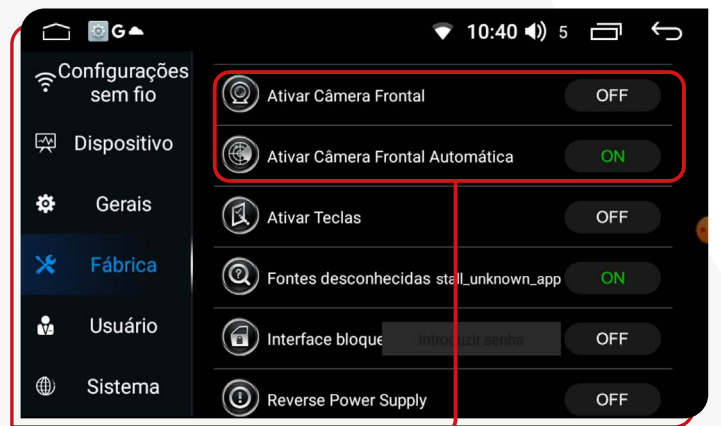 G
10:40
5
Configurações
sem fio
Dispositivo
Gerais
Fábrica
Usuário
Sistema
Ativar Câmera Frontal
OFF
Ativar Câmera Frontal Automática
ON
Ativar Teclas
OFF
Fontes desconhecidas stall_unknown_app
ON
Interface bloque
Introduzir senha
OFF
Reverse Power Supply
OFF